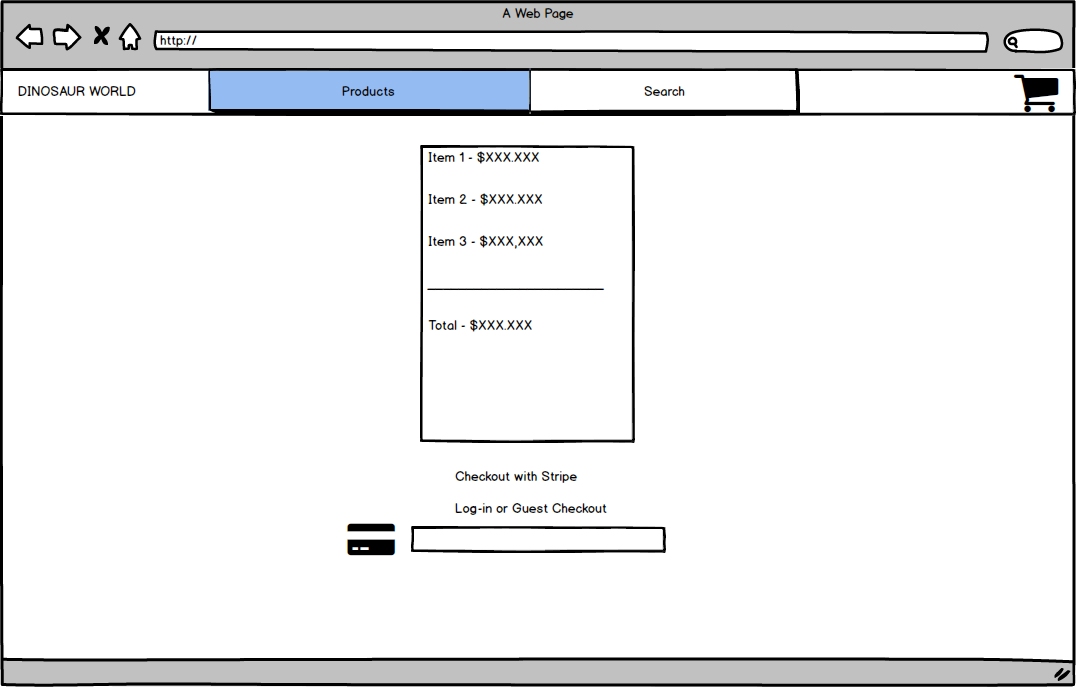 A Web Page
http://
DINOSAUR WORLD
Products
Search
Item 1 - $XXX.XXX
Item 2 - $XXX.XXX
Item 3 - $XXX,XXX
Total - $XXX.XXX
Checkout with Stripe
Log-in or Guest Checkout